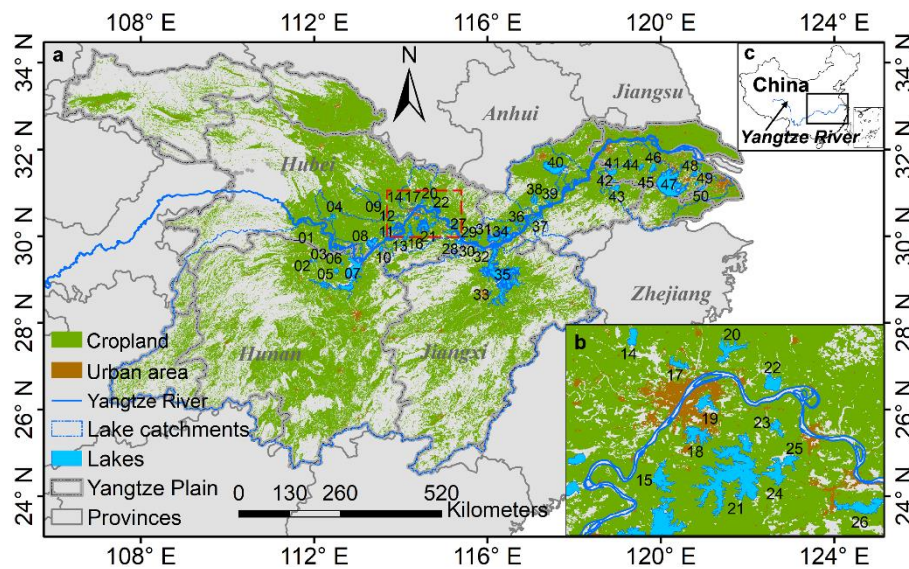 108° E 112° E 116° E 120° E 124° E
34° N
32° N
30° N
28° N
26° N
24° N
a
N
c
China
Yangtze River
Jiangsu
Anhui
Hubei
Zhejiang
Hunan
Jiangxi
01
02
03
04
05
06
07
08
09
10
11
12
13
14
16
17
20
21
22
27
28
29
30
31
32
33
34
35
36
37
38
39
40
41
42
43
44
45
46
47
48
49
50
Cropland
Urban area
Yangtze River
Lake catchments
Lakes
Yangtze Plain
Provinces
0 130 260 520
Kilometers
b
14
20
17
22
19
23
18
25
15
24
21
26
34° N
32° N
30° N
28° N
26° N
24° N
108° E 112° E 116° E 120° E 124° E